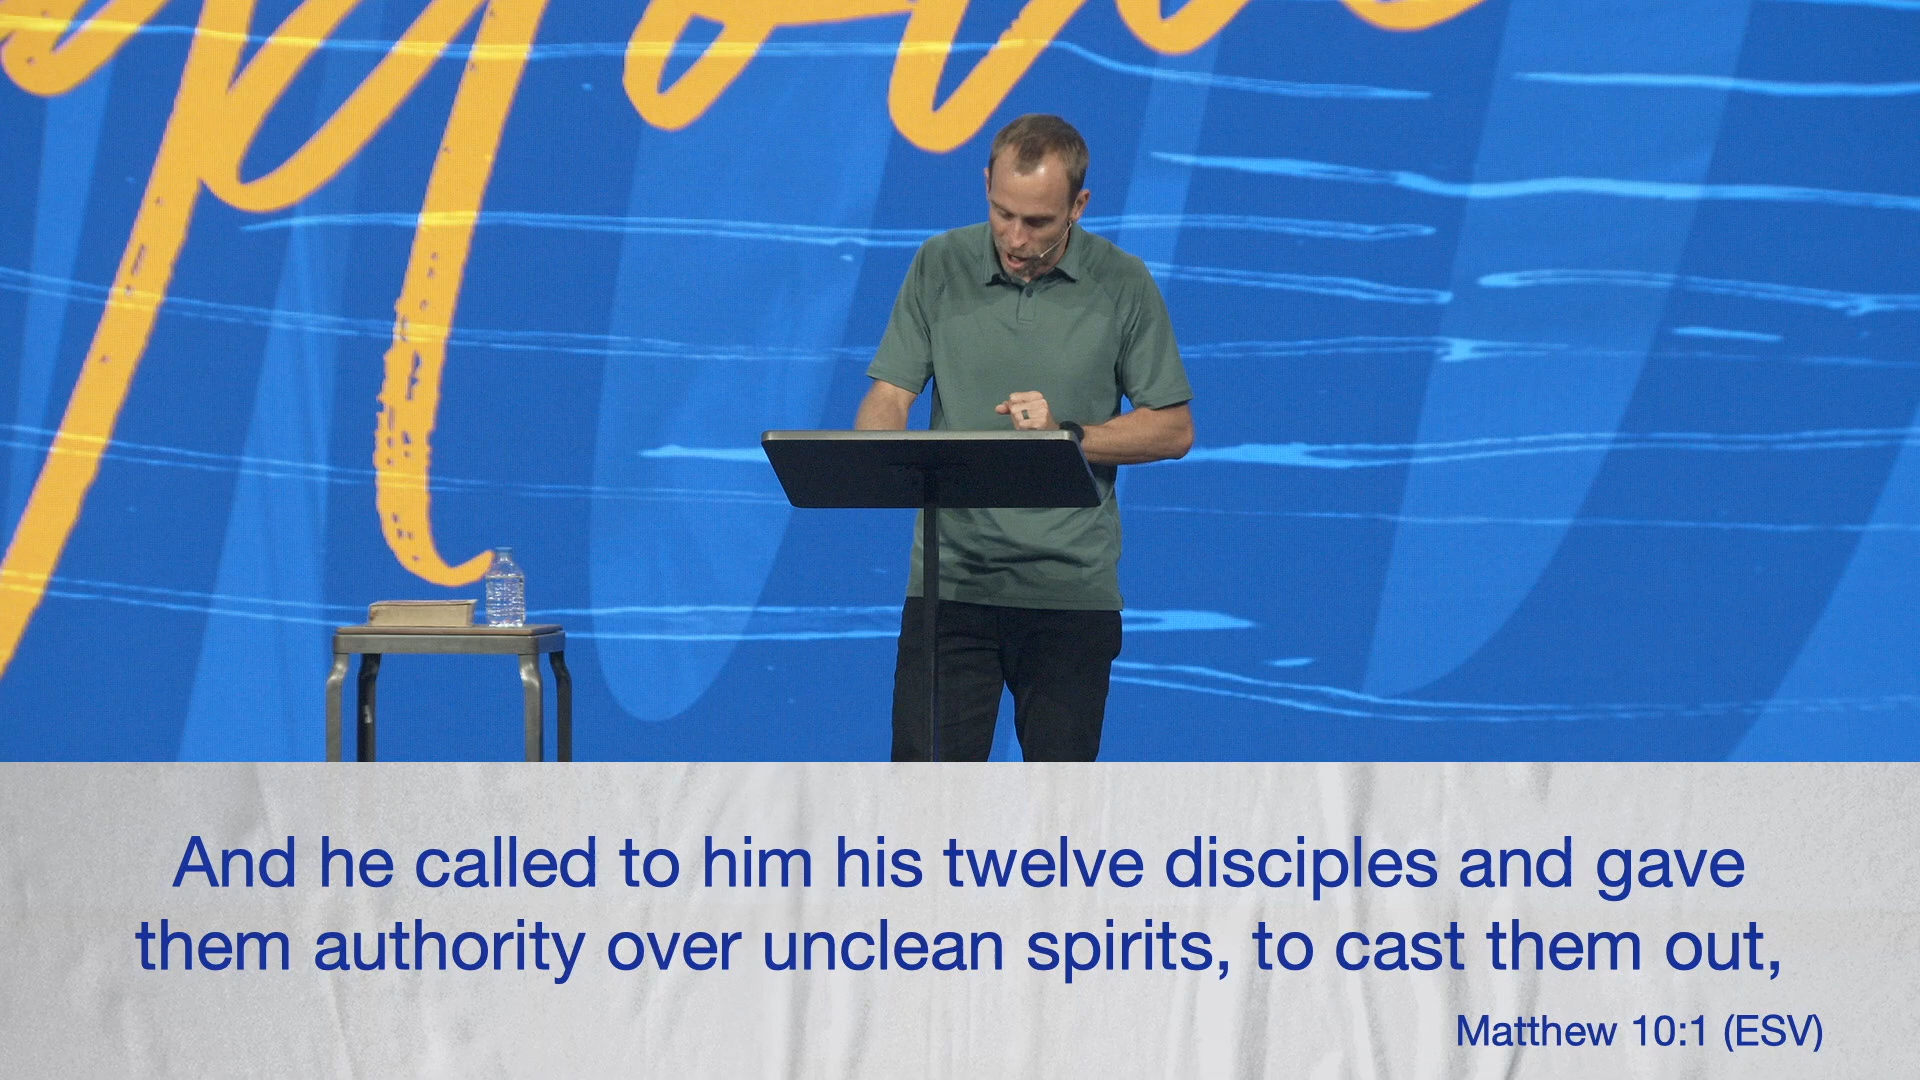 And he called to him his twelve disciples and gave
them authority over unclean spirits, to cast them out,
Matthew 10:1 (ESV)